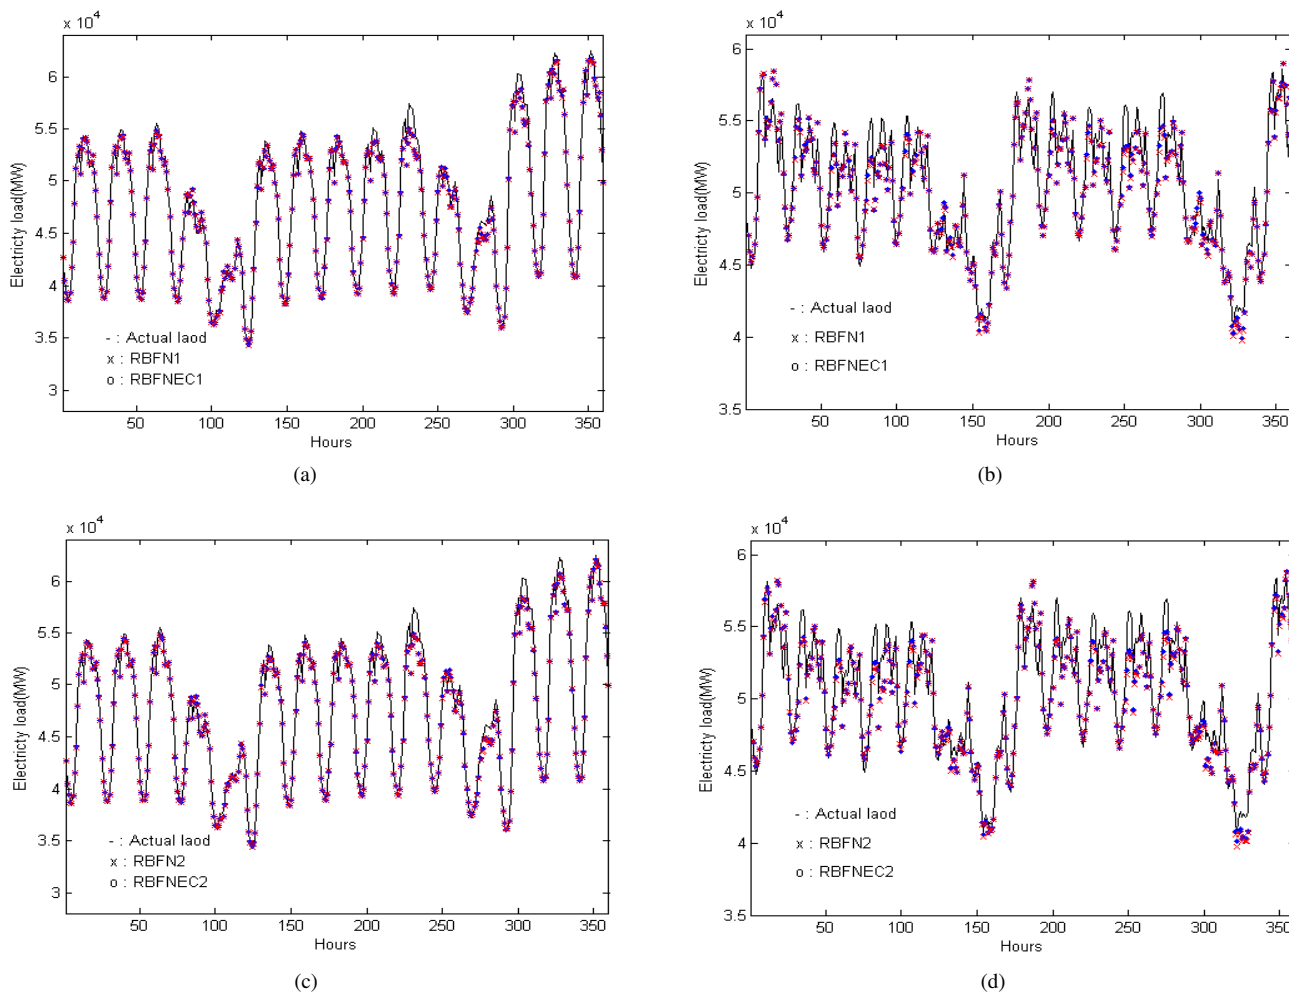 x 10^4
6
5.5
5
4.5
4
3.5
3
Electricty load(MW)
- : Actual laod
x : RBFN1
o : RBFNEC1
50 100 150 200 250 300 350
Hours
(a)
x 10^4
6
5.5
5
4.5
4
3.5
Electricty load(MW)
- : Actual laod
x : RBFN1
o : RBFNEC1
50 100 150 200 250 300 350
Hours
(b)
x 10^4
6
5.5
5
4.5
4
3.5
3
Electricty load(MW)
- : Actual laod
x : RBFN2
o : RBFNEC2
50 100 150 200 250 300 350
Hours
(c)
x 10^4
6
5.5
5
4.5
4
3.5
Electricty load(MW)
- : Actual laod
x : RBFN2
o : RBFNEC2
50 100 150 200 250 300 350
Hours
(d)